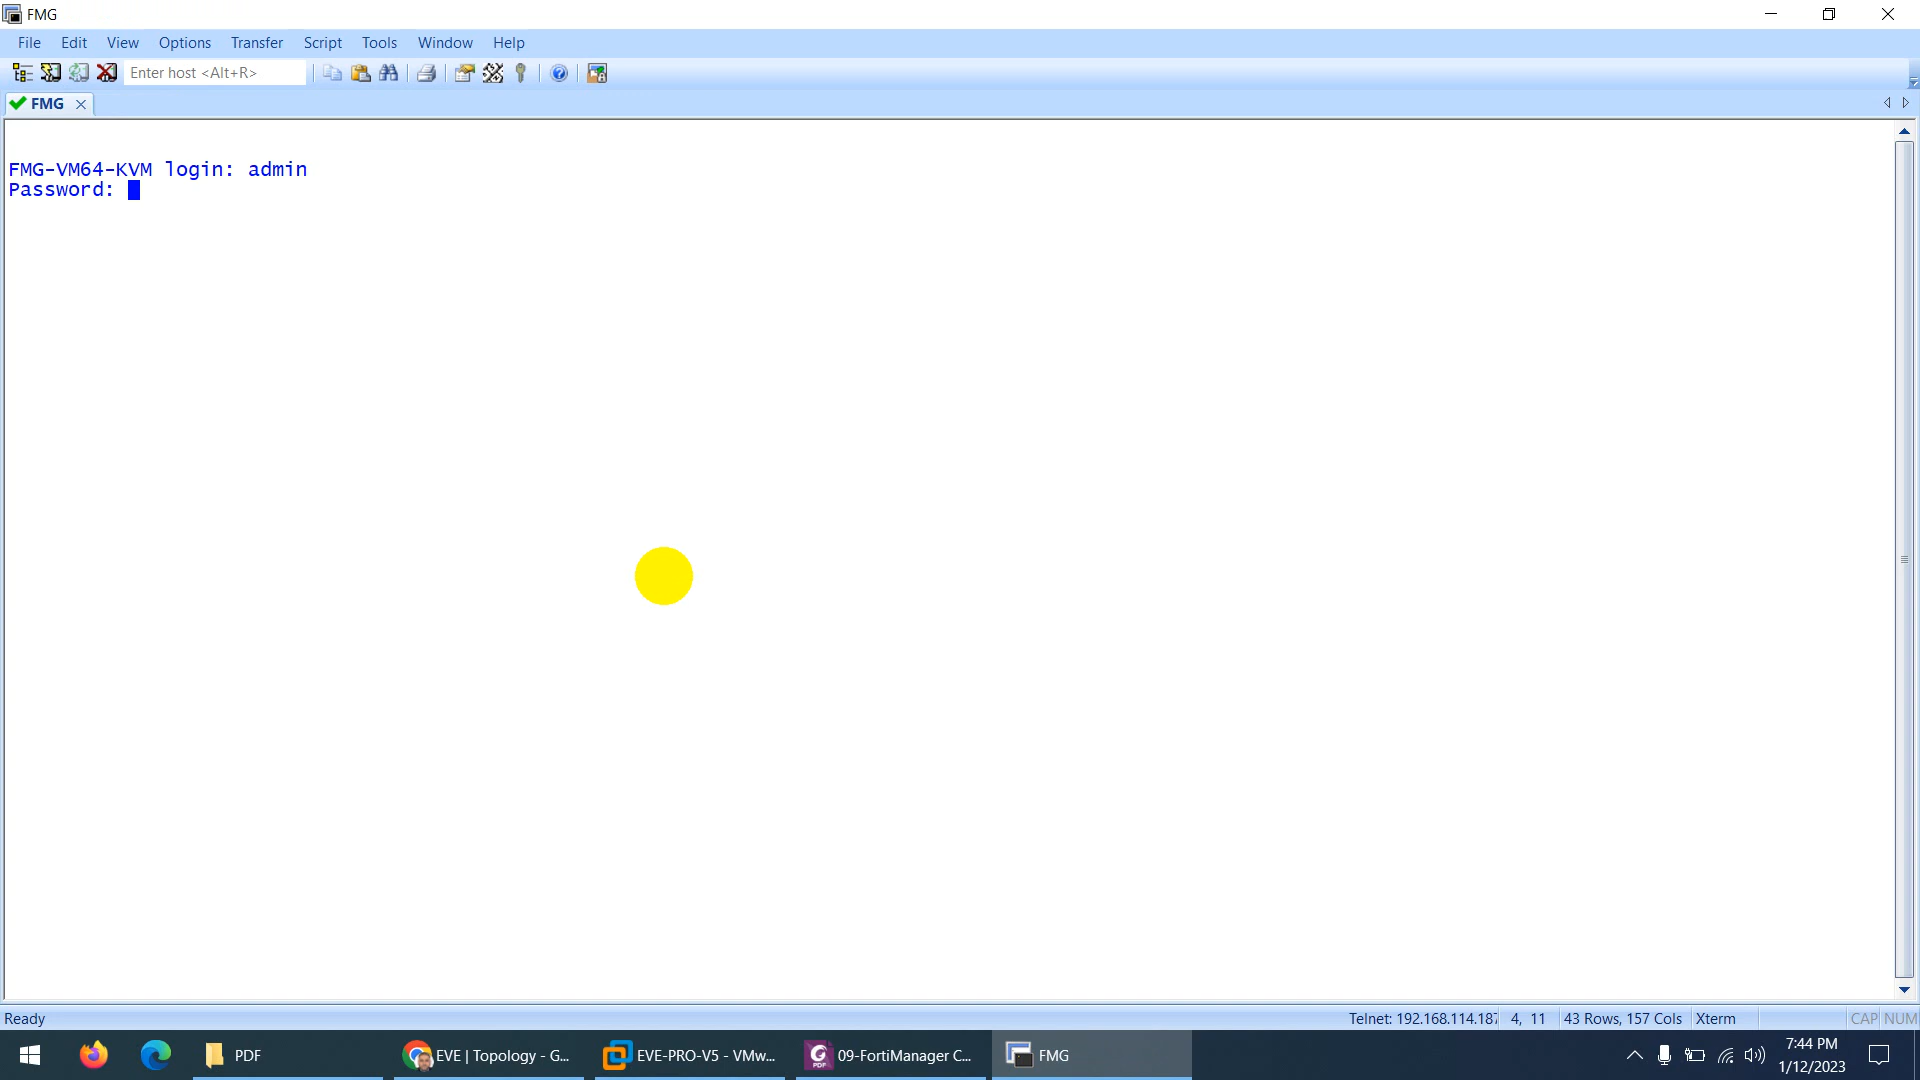 FMG
File Edit View Options Transfer Script Tools Window Help
Enter host <Alt+R>
FMG
FMG-VM64-KVM login: admin
Password:
Ready
Telnet: 192.168.114.187 4, 11 43 Rows, 157 Cols Xterm CAP NUM
PDF
EVE | Topology - G...
EVE-PRO-V5 - VMw...
09-FortiManager C...
FMG
7:44 PM
1/12/2023